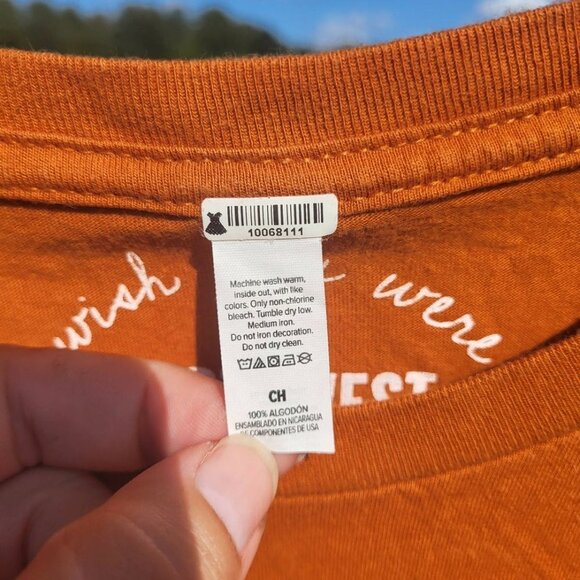 10068111
Machine wash warm,
inside out, with like
colors. Only non-chlorine
bleach. Tumble dry low.
Medium iron.
Do not iron decoration.
Do not dry clean.
CH
100% ALGODÓN
ENSAMBLADO EN NICARAGUA
DE COMPONENTES DE USA
wish were